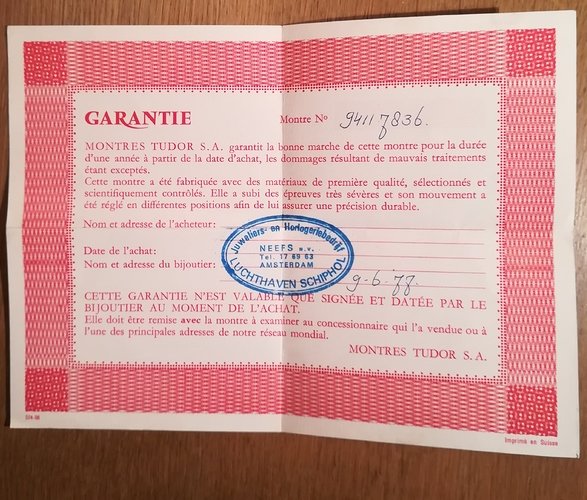 GARANTIE
Montre Nº 94117836.
MONTRES TUDOR S.A. garantit la bonne marche de cette montre pour la durée
d'une année à partir de la date d'achat, les dommages résultant de mauvais traitements
étant exceptés.
Cette montre a été fabriquée avec des matériaux de première qualité, sélectionnés et
scientifiquement contrôlés. Elle a subi des épreuves très sévères et son mouvement a
été réglé en différentes positions afin de lui assurer une précision durable.
Nom et adresse de l'acheteur:
Juweliers- en Horlogeriebedrijf
NEEFS N.V.
Tel. 17 69 63
AMSTERDAM
LUCHTHAVEN SCHIPHOL
Date de l'achat:
Nom et adresse du bijoutier:
9-6-77
CETTE GARANTIE N'EST VALABLE QUE SIGNÉE ET DATÉE PAR LE
BIJOUTIER AU MOMENT DE L'ACHAT.
Elle doit être remise avec la montre à examiner au concessionnaire qui l'a vendue ou à
l'une des principales adresses de notre réseau mondial.
MONTRES TUDOR S.A.
Imprimé en Suisse